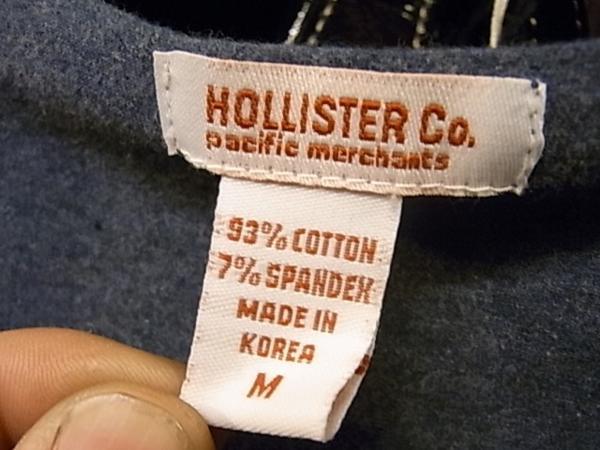 HOLLISTER Co.
pacific merchants
93% COTTON
7% SPANDEX
MADE IN
KOREA
M